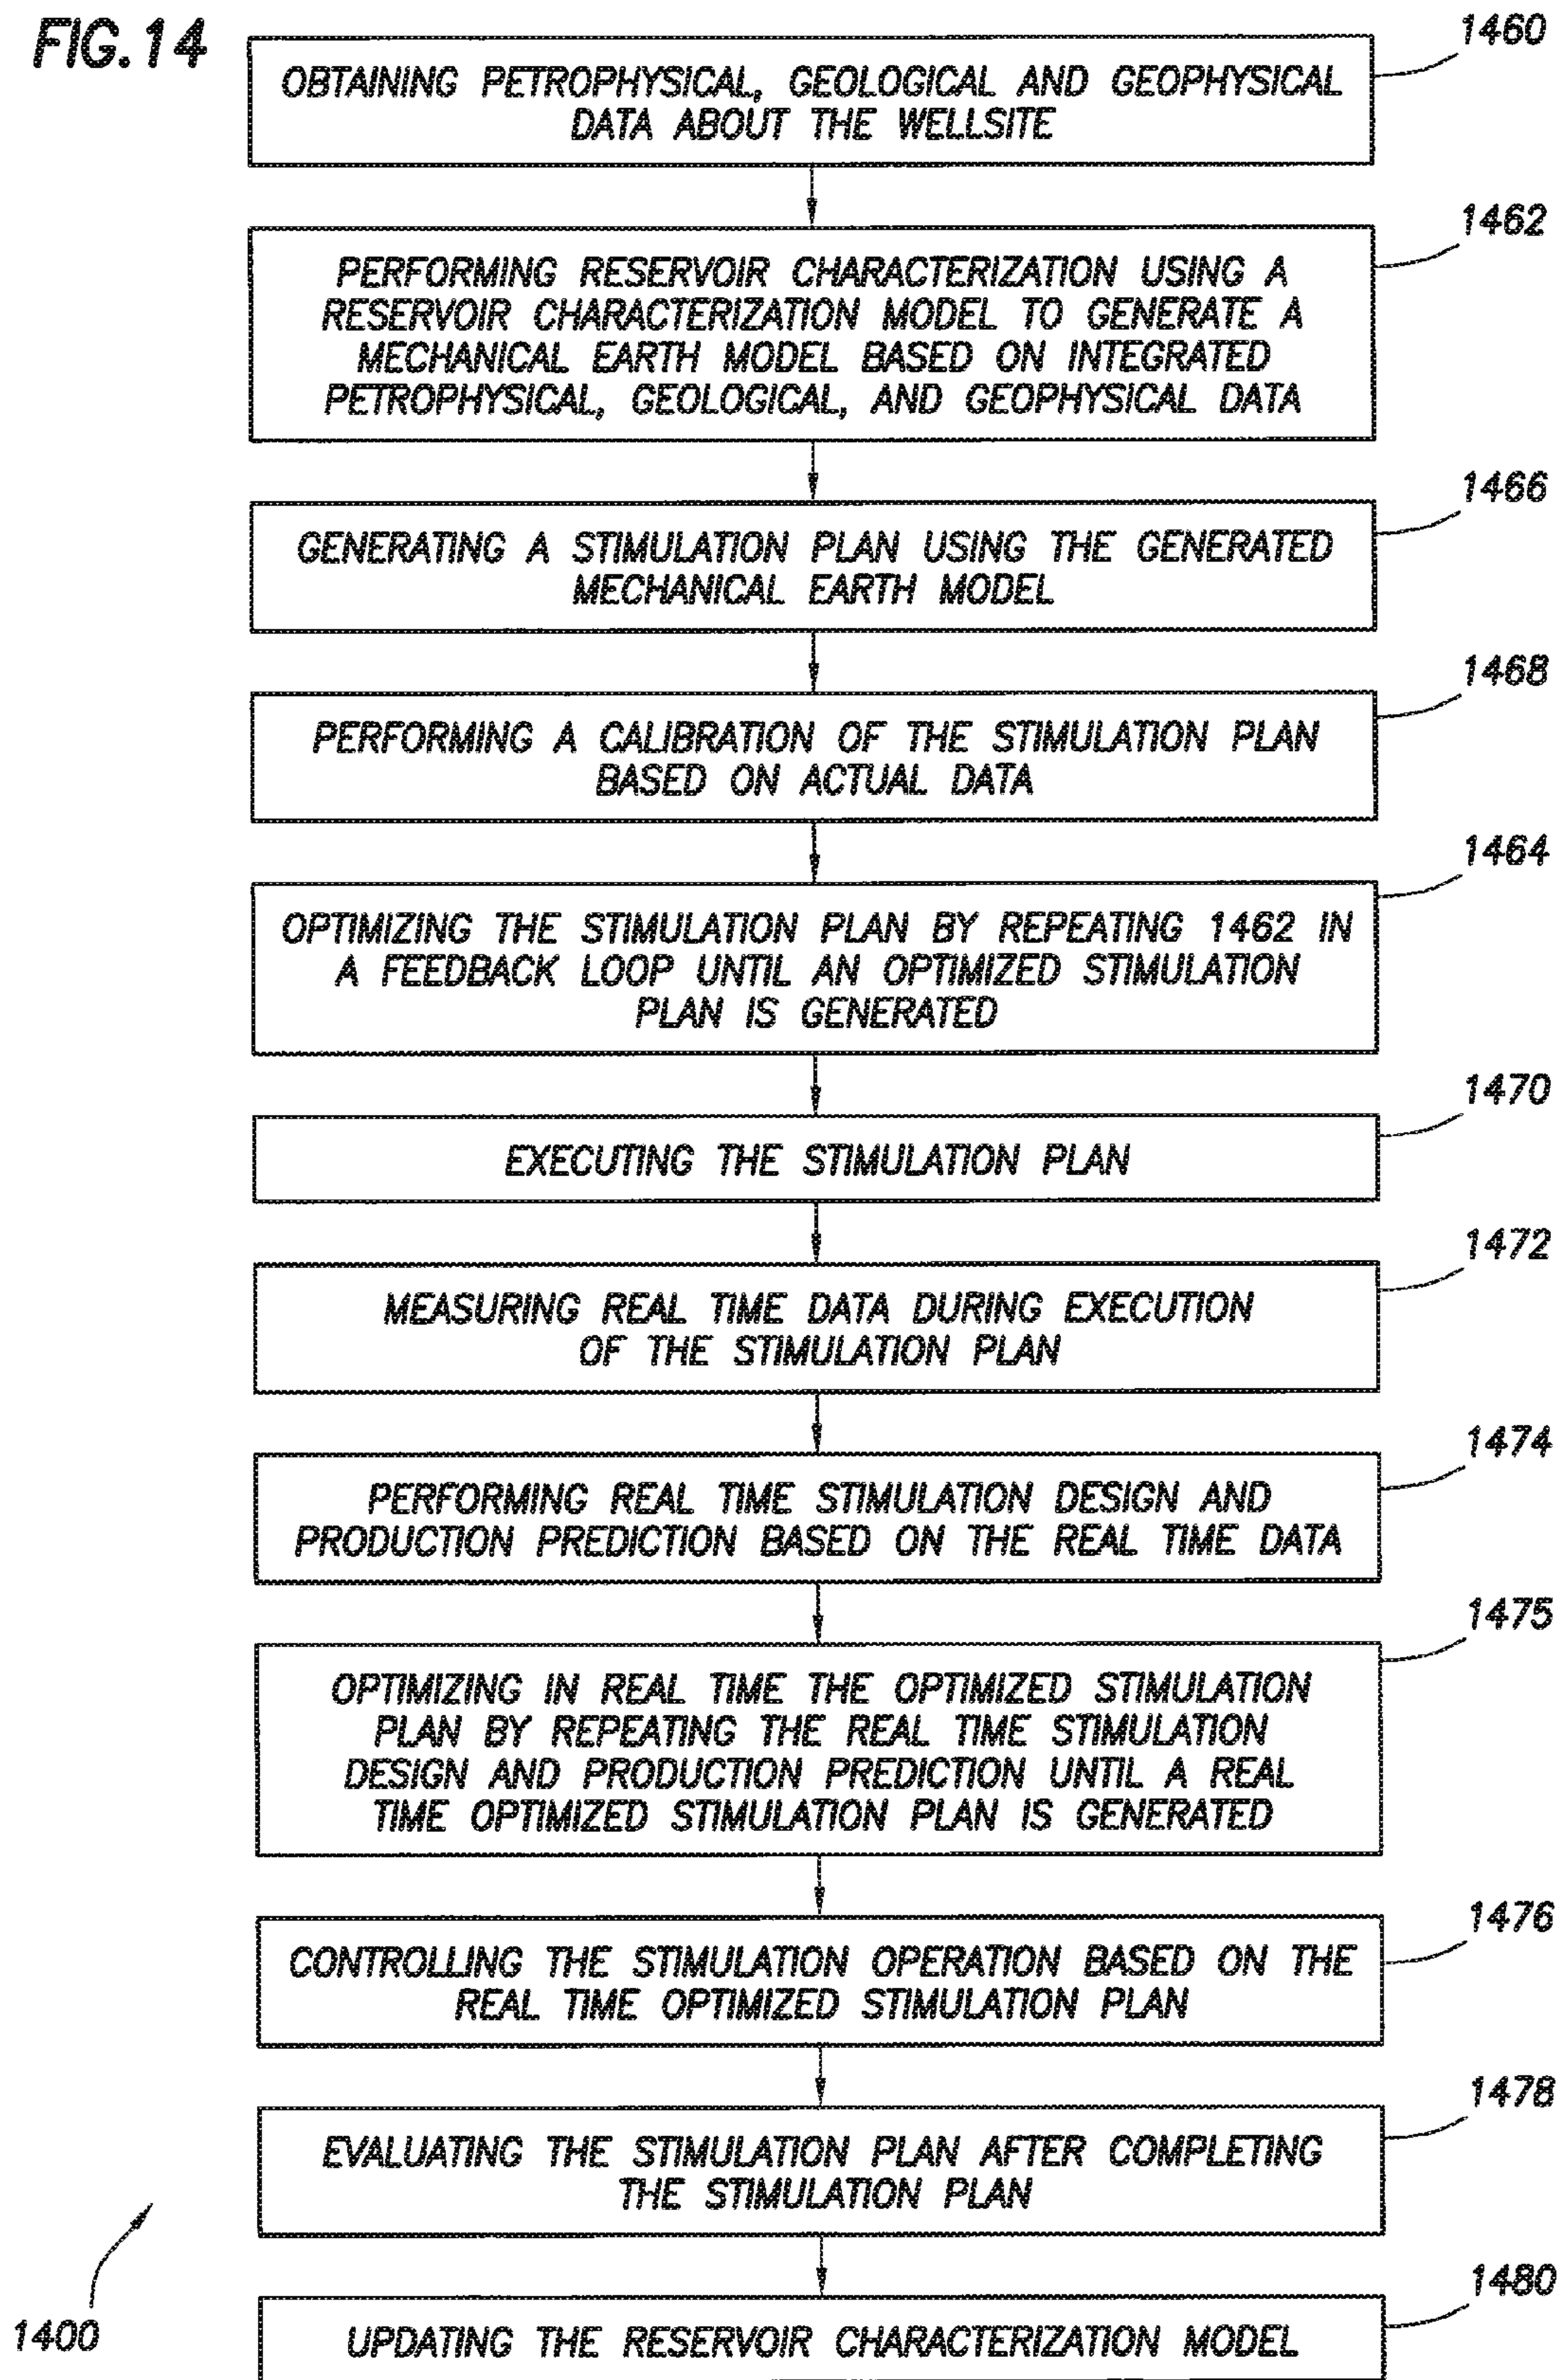 FIG.14
1460
OBTAINING PETROPHYSICAL, GEOLOGICAL AND GEOPHYSICAL
DATA ABOUT THE WELLSITE
1462
PERFORMING RESERVOIR CHARACTERIZATION USING A
RESERVOIR CHARACTERIZATION MODEL TO GENERATE A
MECHANICAL EARTH MODEL BASED ON INTEGRATED
PETROPHYSICAL, GEOLOGICAL, AND GEOPHYSICAL DATA
1466
GENERATING A STIMULATION PLAN USING THE GENERATED
MECHANICAL EARTH MODEL
1468
PERFORMING A CALIBRATION OF THE STIMULATION PLAN
BASED ON ACTUAL DATA
1464
OPTIMIZING THE STIMULATION PLAN BY REPEATING 1462 IN
A FEEDBACK LOOP UNTIL AN OPTIMIZED STIMULATION
PLAN IS GENERATED
1470
EXECUTING THE STIMULATION PLAN
1472
MEASURING REAL TIME DATA DURING EXECUTION
OF THE STIMULATION PLAN
1474
PERFORMING REAL TIME STIMULATION DESIGN AND
PRODUCTION PREDICTION BASED ON THE REAL TIME DATA
1475
OPTIMIZING IN REAL TIME THE OPTIMIZED STIMULATION
PLAN BY REPEATING THE REAL TIME STIMULATION
DESIGN AND PRODUCTION PREDICTION UNTIL A REAL
TIME OPTIMIZED STIMULATION PLAN IS GENERATED
1476
CONTROLLING THE STIMULATION OPERATION BASED ON THE
REAL TIME OPTIMIZED STIMULATION PLAN
1478
EVALUATING THE STIMULATION PLAN AFTER COMPLETING
THE STIMULATION PLAN
1480
UPDATING THE RESERVOIR CHARACTERIZATION MODEL
1400